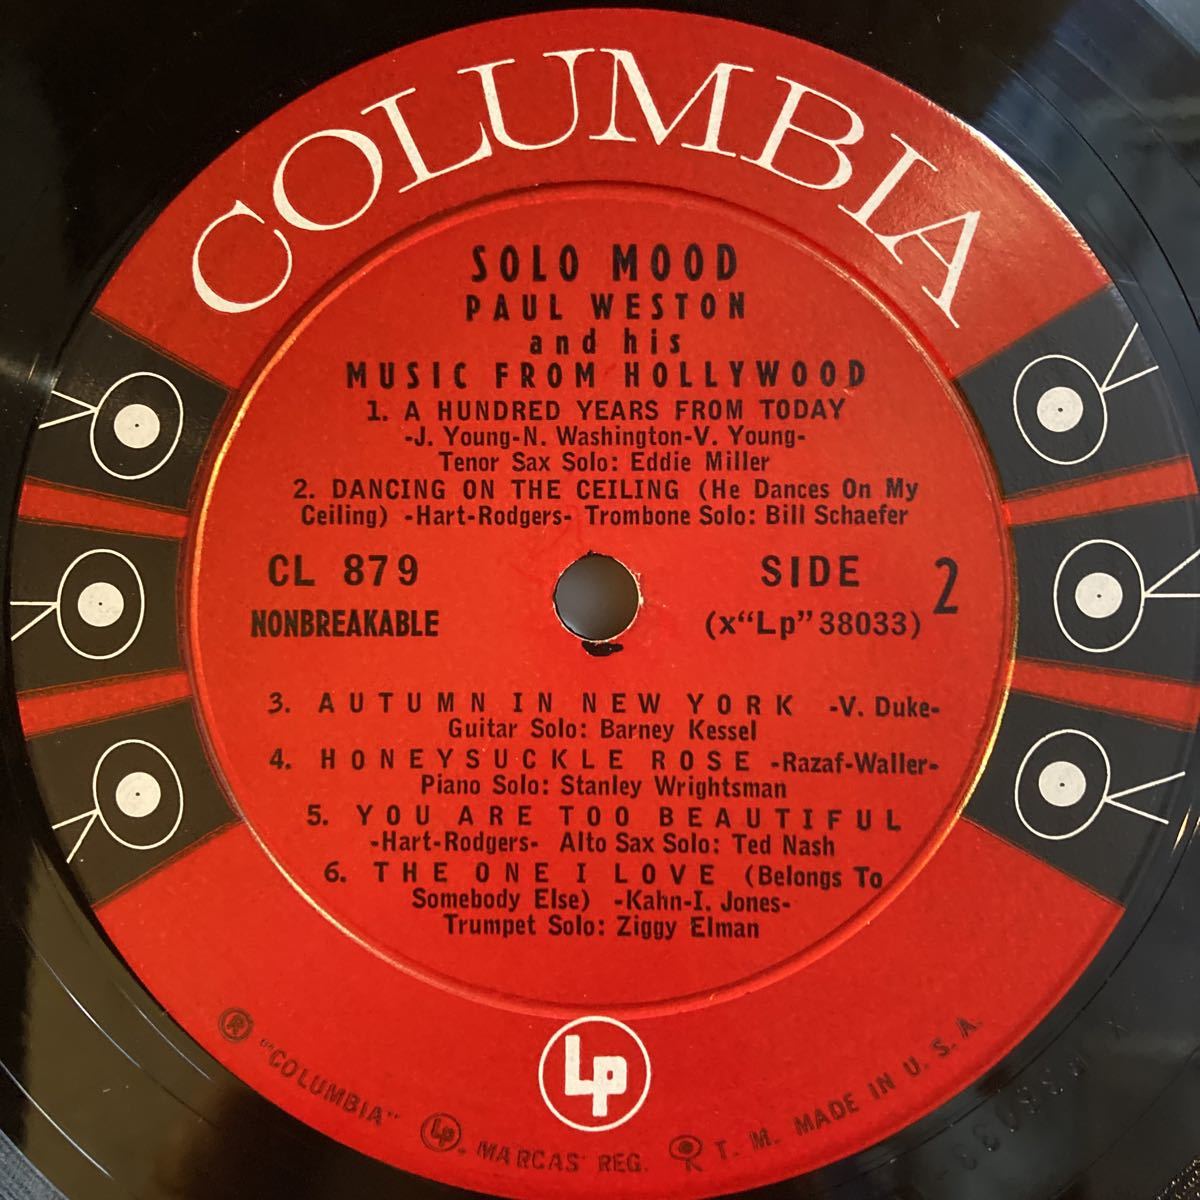 COLUMBIA
SOLO MOOD
PAUL WESTON
and his
MUSIC FROM HOLLYWOOD
1. A HUNDRED YEARS FROM TODAY
-J. Young-N. Washington-V. Young-
Tenor Sax Solo: Eddie Miller
2. DANCING ON THE CEILING (He Dances On My
Ceiling) -Hart-Rodgers- Trombone Solo: Bill Schaefer
CL 879
SIDE 2
NONBREAKABLE
(x"Lp"38033)
3. AUTUMN IN NEW YORK -V. Duke-
Guitar Solo: Barney Kessel
4. HONEYSUCKLE ROSE -Razaf-Waller-
Piano Solo: Stanley Wrightsman
5. YOU ARE TOO BEAUTIFUL
-Hart-Rodgers- Alto Sax Solo: Ted Nash
6. THE ONE I LOVE (Belongs To
Somebody Else) -Kahn-I. Jones-
Trumpet Solo: Ziggy Elman
Lp
® "COLUMBIA" Lp. MARCAS REG. T. M. MADE IN U. S. A.